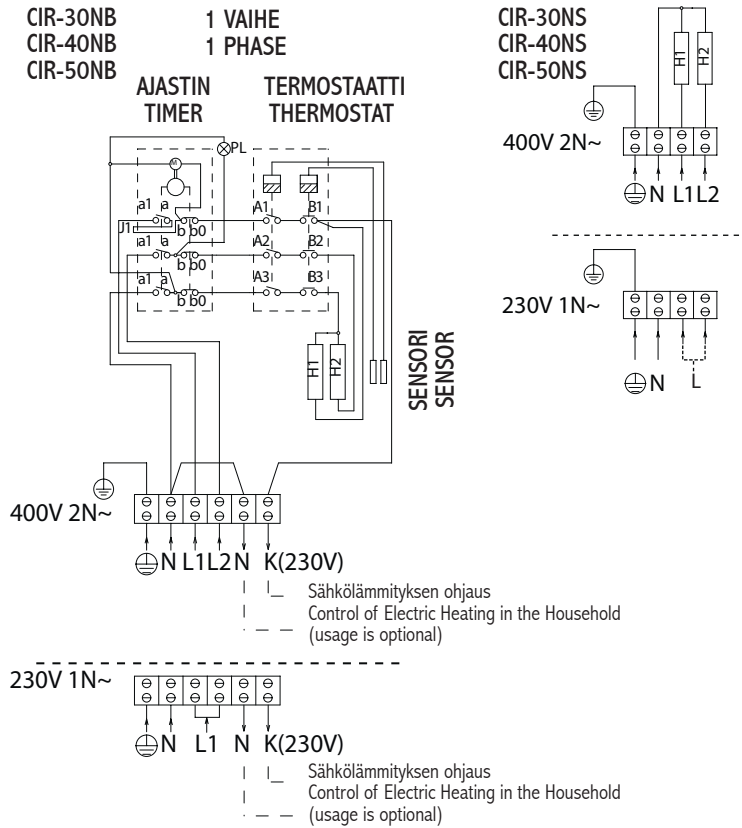 CIR-30NB
CIR-40NB
CIR-50NB
1 VAIHE
1 PHASE
AJASTIN
TIMER
TERMOSTAATTI
THERMOSTAT
PL
M
a1 a
A1
B1
J1
b b0
a1 a
A2
B2
b b0
a1 a
A3
B3
b b0
H1
H2
SENSORI
SENSOR
400V 2N~
N L1 L2 N K(230V)
Sähkölämmityksen ohjaus
Control of Electric Heating in the Household
(usage is optional)
230V 1N~
N L1 N K(230V)
Sähkölämmityksen ohjaus
Control of Electric Heating in the Household
(usage is optional)
CIR-30NS
CIR-40NS
CIR-50NS
H1
H2
400V 2N~
N L1 L2
230V 1N~
N L